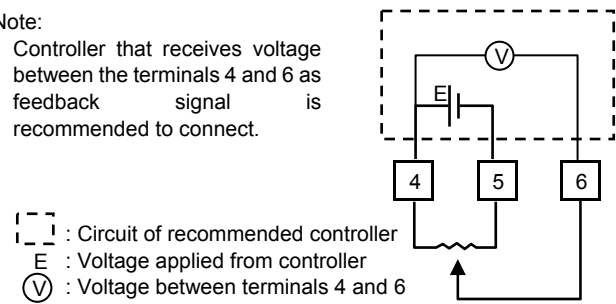 Note:
Controller that receives voltage
between the terminals 4 and 6 as
feedback signal is
recommended to connect.
V
E
4 5 6
: Circuit of recommended controller
E : Voltage applied from controller
V : Voltage between terminals 4 and 6